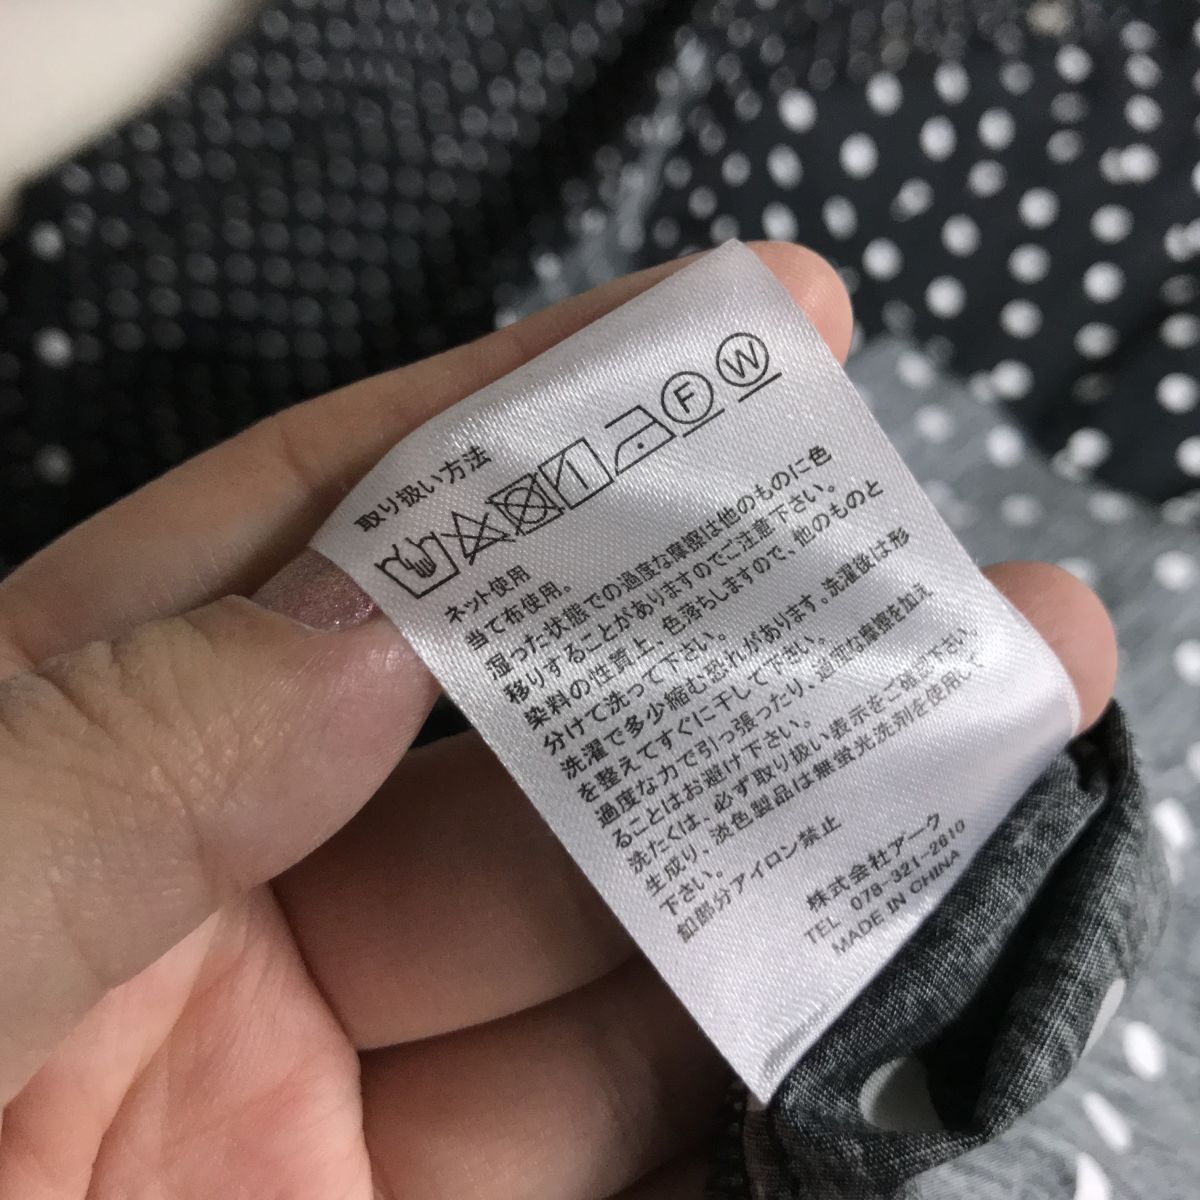 取り扱い方法
F W
ネット使用
当て布使用。
湿った状態での過度な摩擦は他のものに色
移りすることがありますのでご注意下さい。
染料の性質上、色落ちしますので、他のものと
分けて洗って下さい。
洗濯で多少縮む恐れがあります。洗濯後は形
を整えてすぐに干して下さい。
過度な力で引っ張ったり、過度な摩擦を加え
ることはお避け下さい。
洗たくは、必ず取り扱い表示をご確認下さい。
生成り、淡色製品は無蛍光洗剤を使用して
下さい。
釦部分アイロン禁止
株式会社アーク
TEL 078-321-2610
MADE IN CHINA